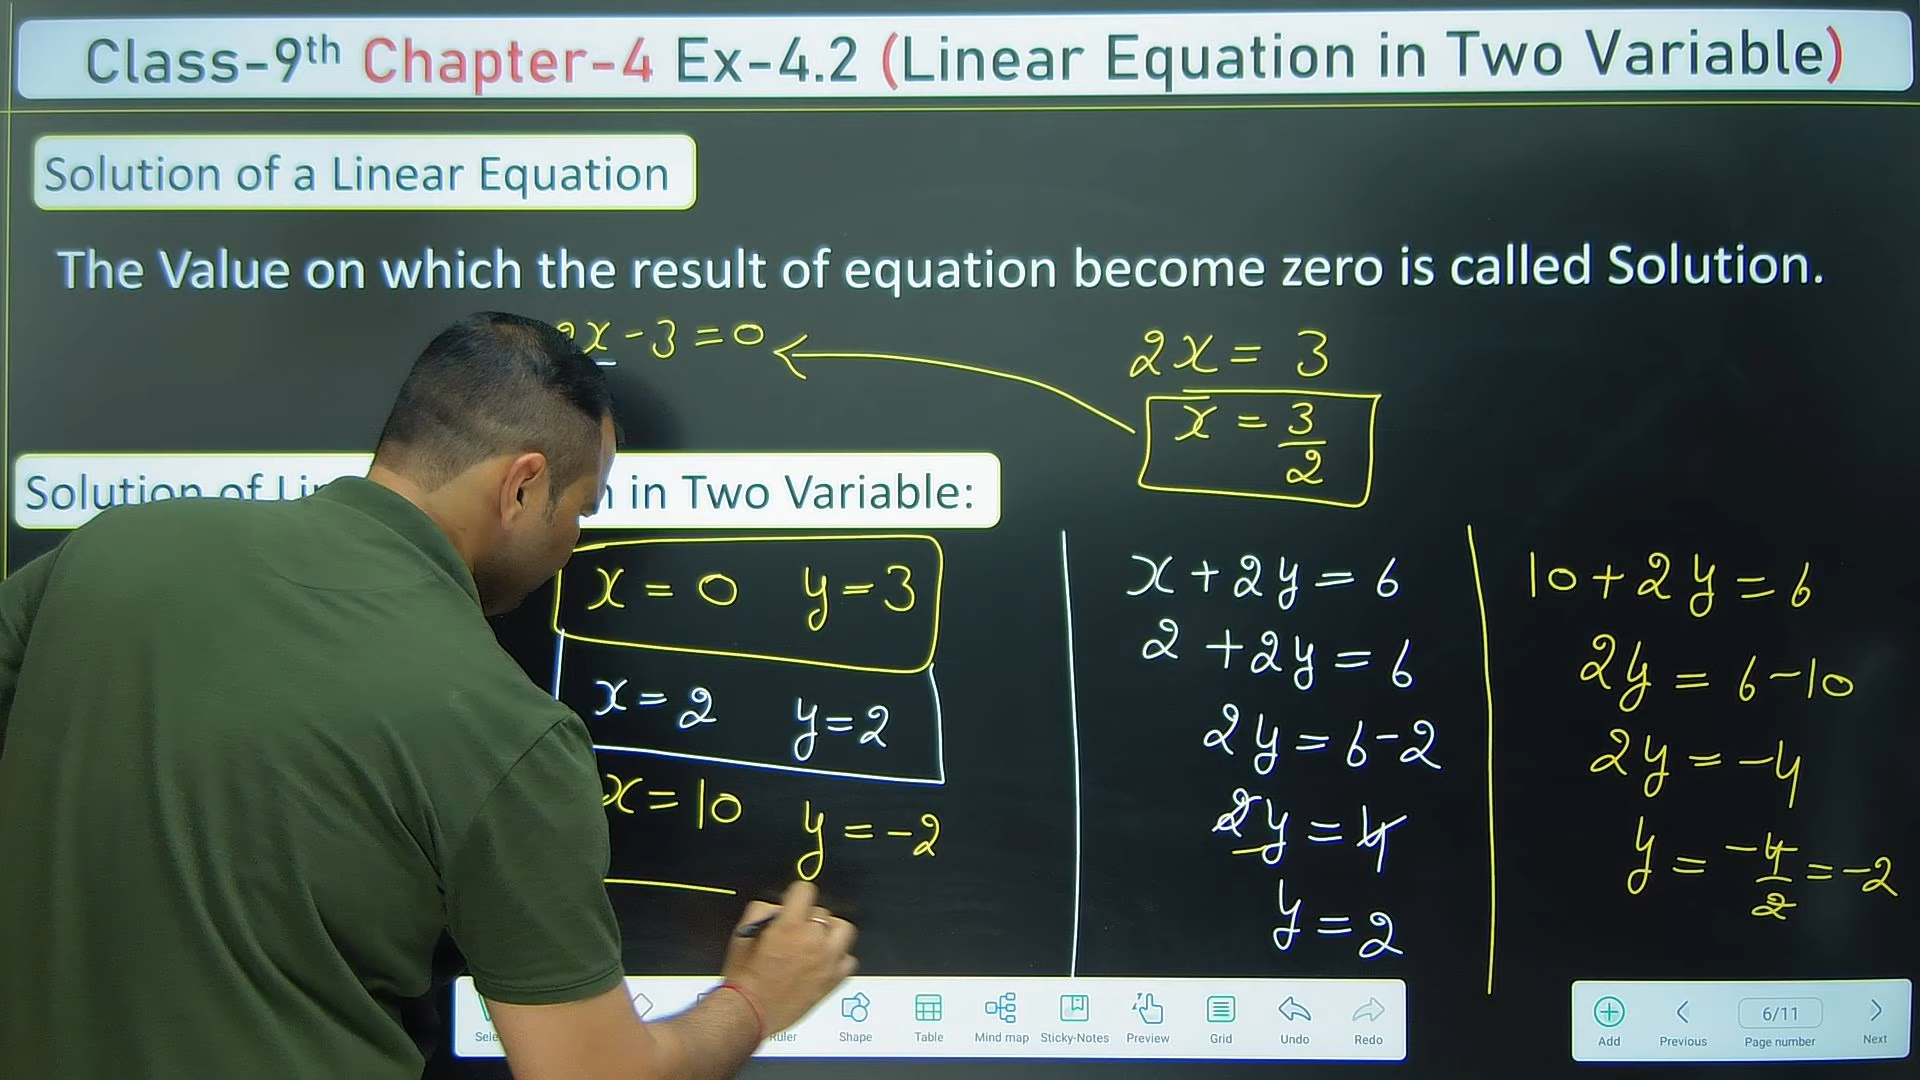 Class-9th Chapter-4 Ex-4.2 (Linear Equation in Two Variable)
Solution of a Linear Equation
The Value on which the result of equation become zero is called Solution.
2x-3=0
2x = 3
x = 3/2
Solution of in Two Variable:
x = 0 y = 3
x = 2 y = 2
x = 10 y = -2
x + 2y = 6
2 + 2y = 6
2y = 6-2
2y = 4
y = 2
10 + 2y = 6
2y = 6-10
2y = -4
y = -4/2 = -2
Shape
Table
Mind map
Sticky-Notes
Preview
Grid
Undo
Redo
Add
Previous
6/11
Page number
Next